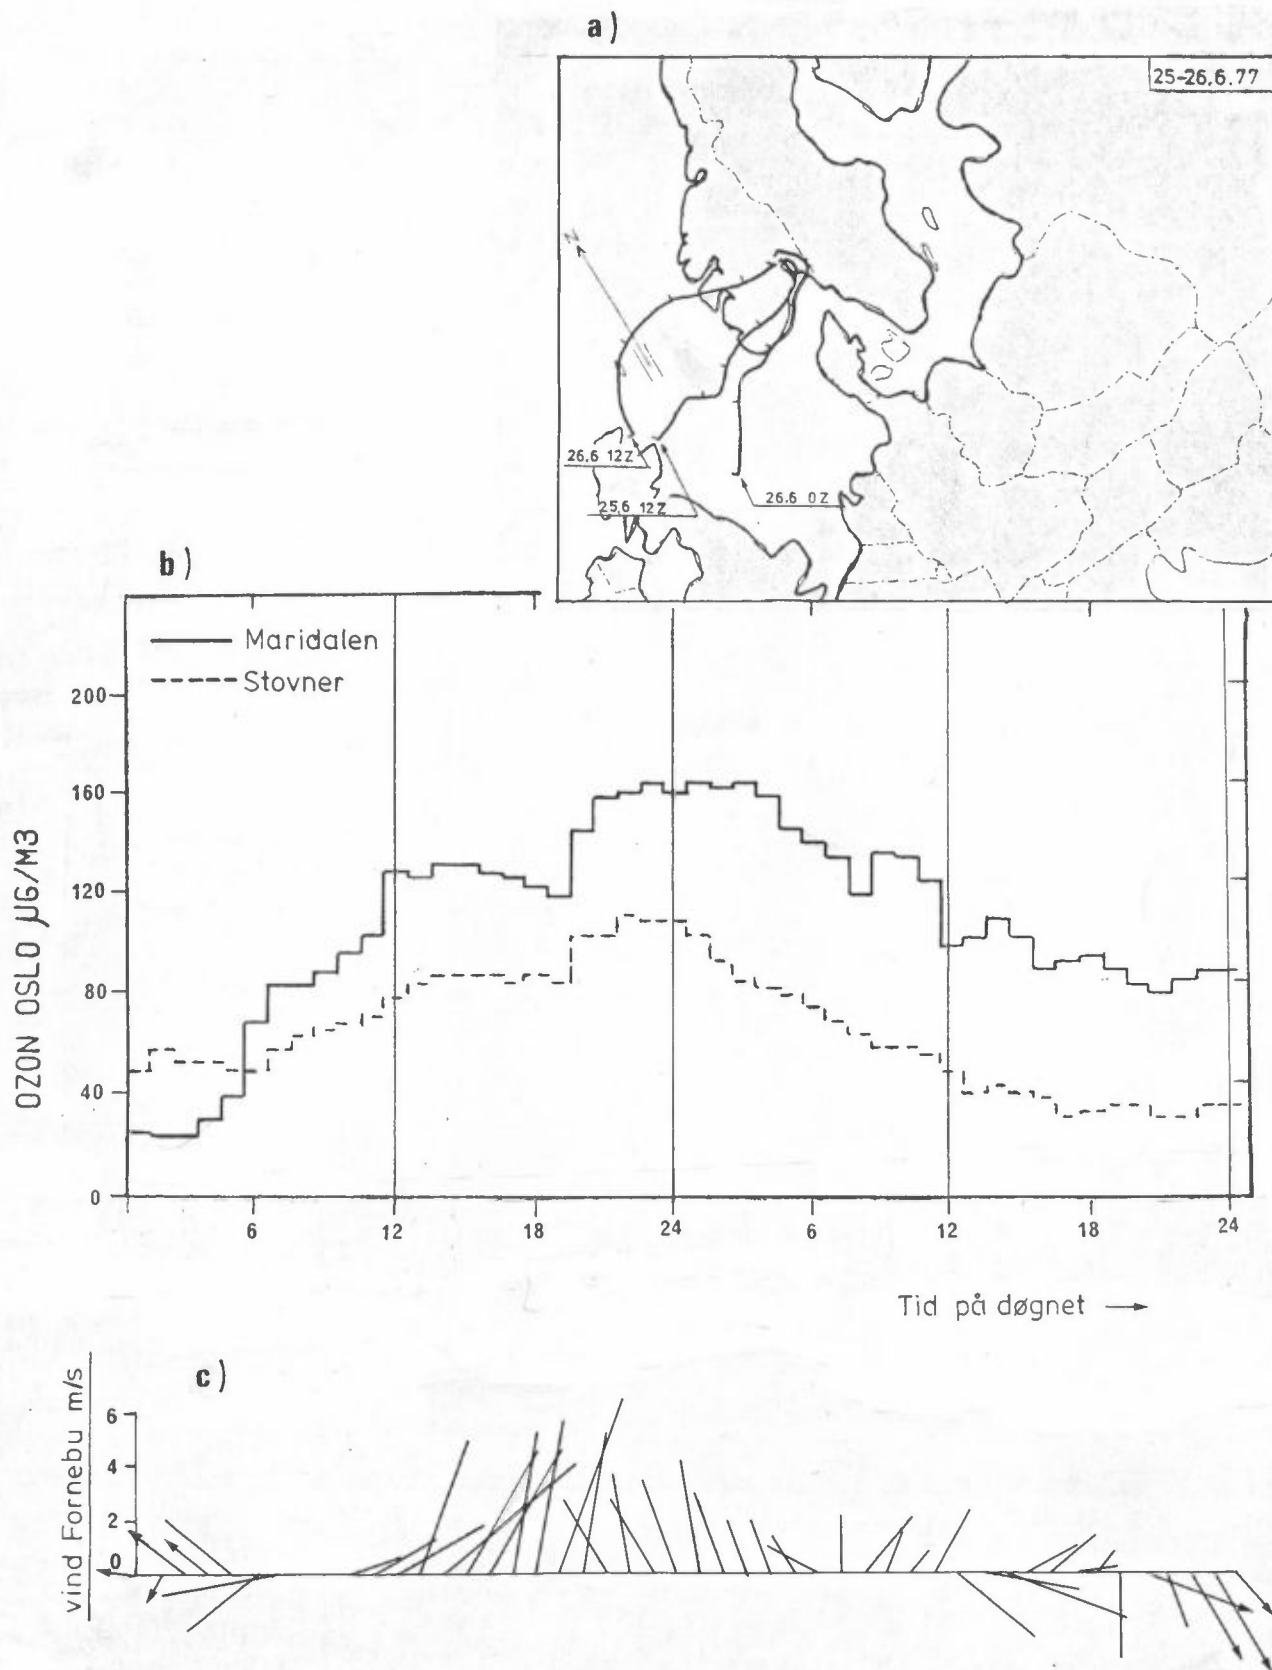 a)
25-26.6.77
N
26.6 12Z
25.6 12Z
26.6 0Z
b)
Maridalen
Stovner
OZON OSLO µG/M3
200
160
120
80
40
0
6
12
18
24
6
12
18
24
Tid på døgnet
c)
Vind Fornebu m/s
6
4
2
0